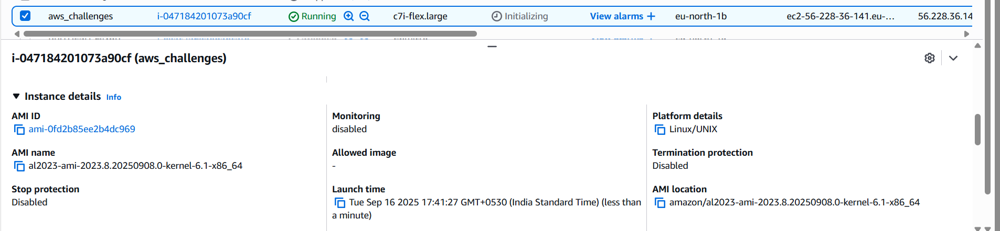 aws_challenges i-047184201073a90cf Running c7i-flex.large Initializing View alarms + eu-north-1b ec2-56-228-36-141.eu-... 56.228.36.14
i-047184201073a90cf (aws_challenges)
Instance details Info
AMI ID
ami-0fd2b85ee2b4dc969
AMI name
al2023-ami-2023.8.20250908.0-kernel-6.1-x86_64
Stop protection
Disabled
Monitoring
disabled
Allowed image
-
Launch time
Tue Sep 16 2025 17:41:27 GMT+0530 (India Standard Time) (less than
a minute)
Platform details
Linux/UNIX
Termination protection
Disabled
AMI location
amazon/al2023-ami-2023.8.20250908.0-kernel-6.1-x86_64